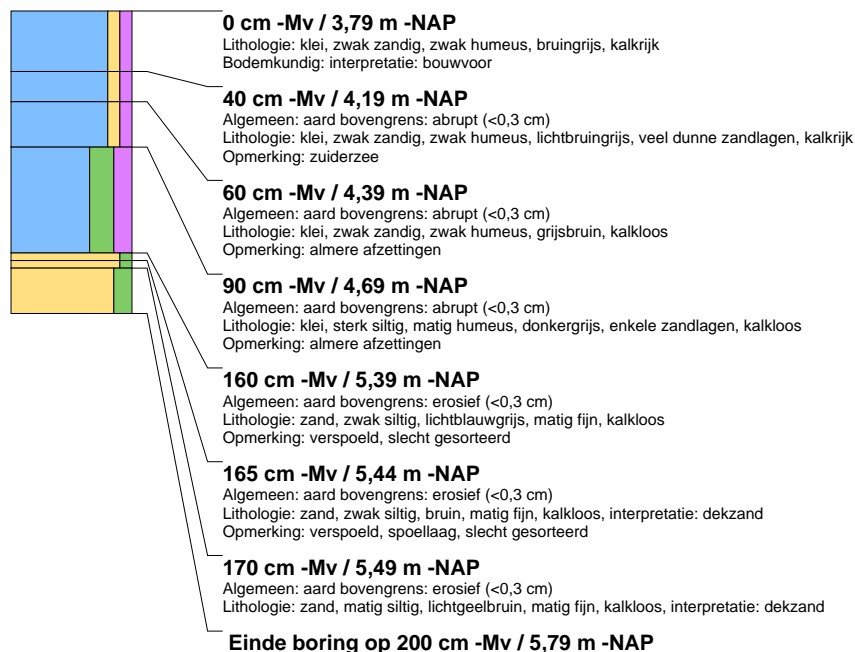 0 cm -Mv / 3,79 m -NAP
Lithologie: klei, zwak zandig, zwak humeus, bruingrijs, kalkrijk
Bodemkundig: interpretatie: bouwvoor
40 cm -Mv / 4,19 m -NAP
Algemeen: aard bovengrens: abrupt (<0,3 cm)
Lithologie: klei, zwak zandig, zwak humeus, lichtbruingrijs, veel dunne zandlagen, kalkrijk
Opmerking: zuiderzee
60 cm -Mv / 4,39 m -NAP
Algemeen: aard bovengrens: abrupt (<0,3 cm)
Lithologie: klei, zwak zandig, zwak humeus, grijsbruin, kalkloos
Opmerking: almere afzettingen
90 cm -Mv / 4,69 m -NAP
Algemeen: aard bovengrens: abrupt (<0,3 cm)
Lithologie: klei, sterk siltig, matig humeus, donkergrijs, enkele zandlagen, kalkloos
Opmerking: almere afzettingen
160 cm -Mv / 5,39 m -NAP
Algemeen: aard bovengrens: erosief (<0,3 cm)
Lithologie: zand, zwak siltig, lichtblauwgrijs, matig fijn, kalkloos
Opmerking: verspoeld, slecht gesorteerd
165 cm -Mv / 5,44 m -NAP
Algemeen: aard bovengrens: erosief (<0,3 cm)
Lithologie: zand, zwak siltig, bruin, matig fijn, kalkloos, interpretatie: dekzand
Opmerking: verspoeld, spoellaag, slecht gesorteerd
170 cm -Mv / 5,49 m -NAP
Algemeen: aard bovengrens: erosief (<0,3 cm)
Lithologie: zand, matig siltig, lichtgeelbruin, matig fijn, kalkloos, interpretatie: dekzand
Einde boring op 200 cm -Mv / 5,79 m -NAP